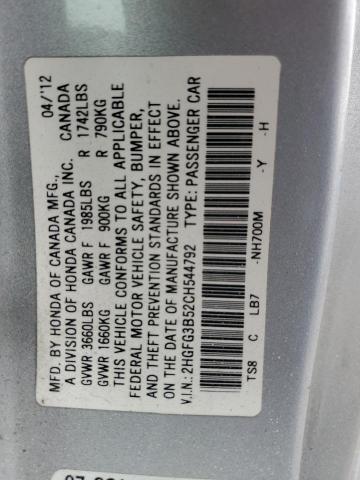 MFD. BY HONDA OF CANADA MFG., 04/12
A DIVISION OF HONDA CANADA INC. CANADA
GVWR 3660LBS GAWR F 1985LBS R 1742LBS
GVWR 1660KG GAWR F 900KG R 790KG
THIS VEHICLE CONFORMS TO ALL APPLICABLE
FEDERAL MOTOR VEHICLE SAFETY, BUMPER,
AND THEFT PREVENTION STANDARDS IN EFFECT
ON THE DATE OF MANUFACTURE SHOWN ABOVE.
V.I.N.: 2HGFG3B52CH544792 TYPE: PASSENGER CAR
TS8 C LB7 -NH700M -Y -H